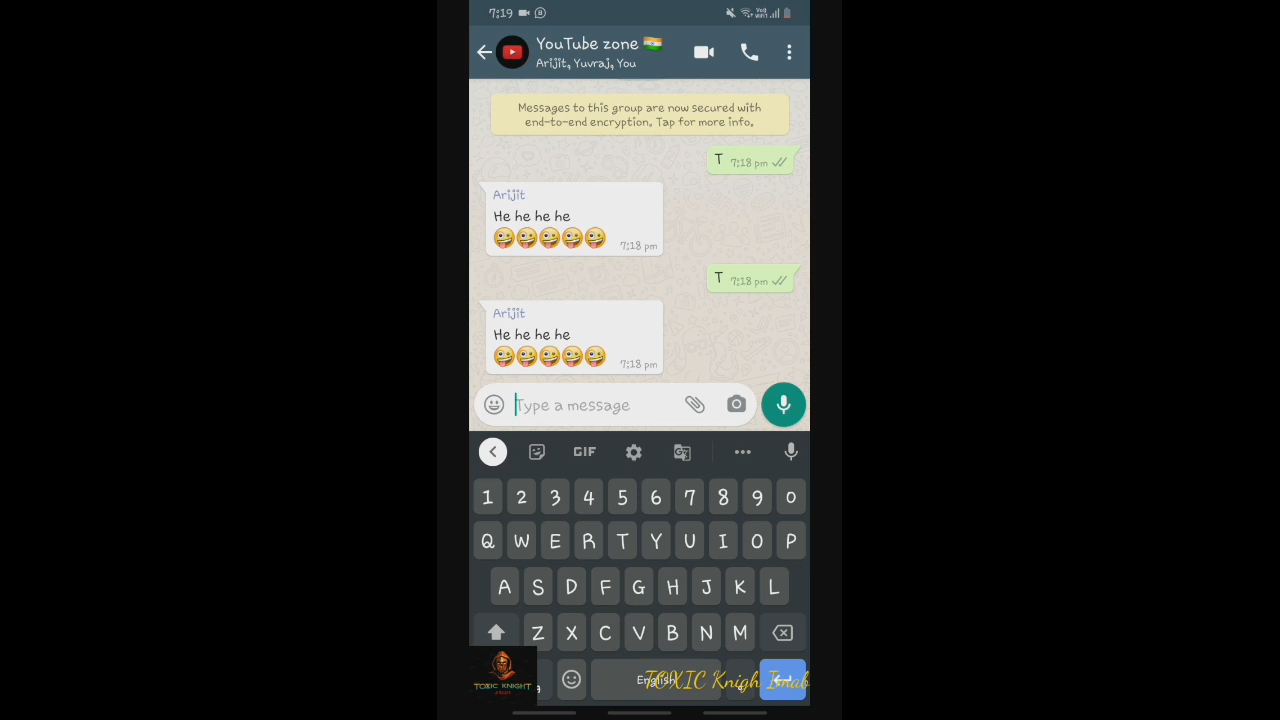 7:19
YouTube zone 🇮🇳
Arijit, Yuvraj, You
Messages to this group are now secured with
end-to-end encryption. Tap for more info.
T 7:18 pm
Arijit
He he he he
🤪🤪🤪🤪🤪 7:18 pm
T 7:18 pm
Arijit
He he he he
🤪🤪🤪🤪🤪 7:18 pm
Type a message
GIF
1 2 3 4 5 6 7 8 9 0
Q W E R T Y U I O P
A S D F G H J K L
Z X C V B N M
TOXIC KNIGHT
English
TOXIC Knigh